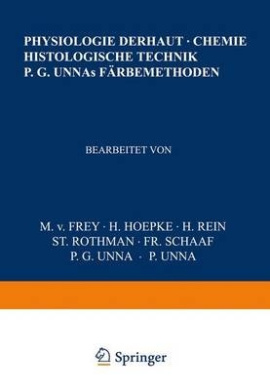 PHYSIOLOGIE DERHAUT · CHEMIE
HISTOLOGISCHE TECHNIK
P. G. UNNAs FÄRBEMETHODEN
BEARBEITET VON
M. v. FREY · H. HOEPKE · H. REIN
ST. ROTHMAN · FR. SCHAAF
P. G. UNNA · P. UNNA
Springer